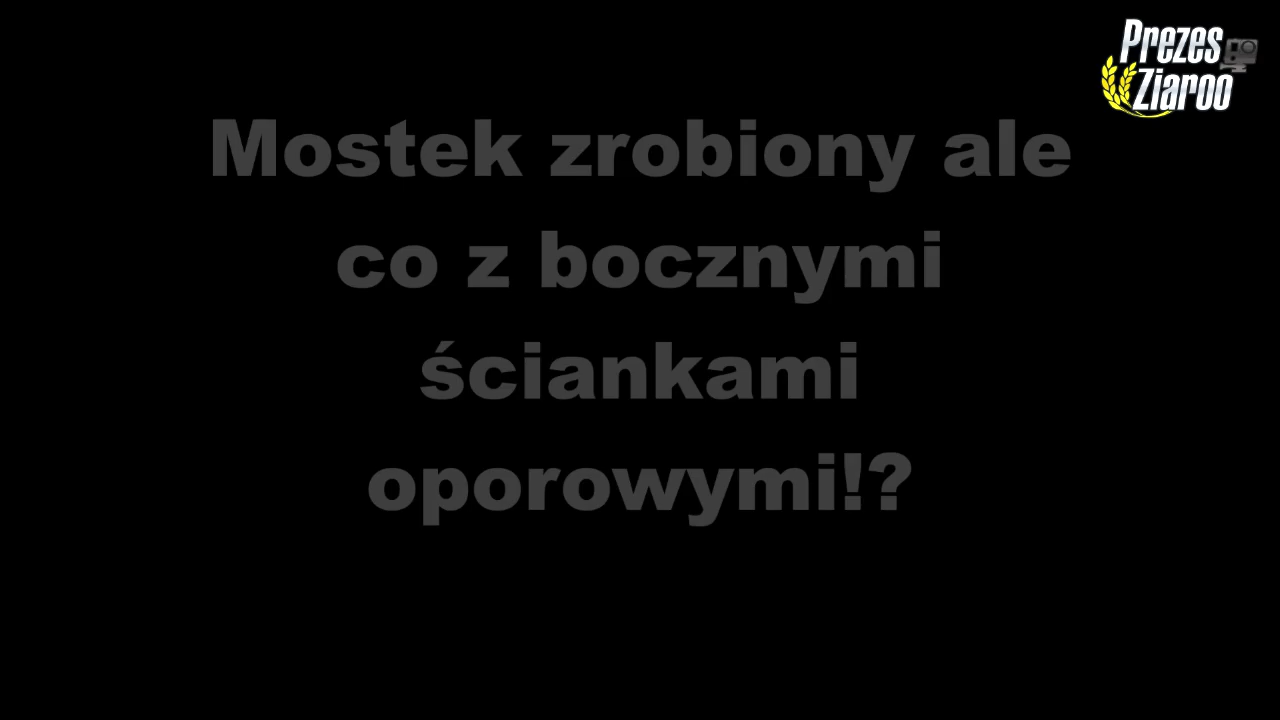 Prezes
Ziaroo
Mostek zrobiony ale
co z bocznymi
ściankami
oporowymi!?